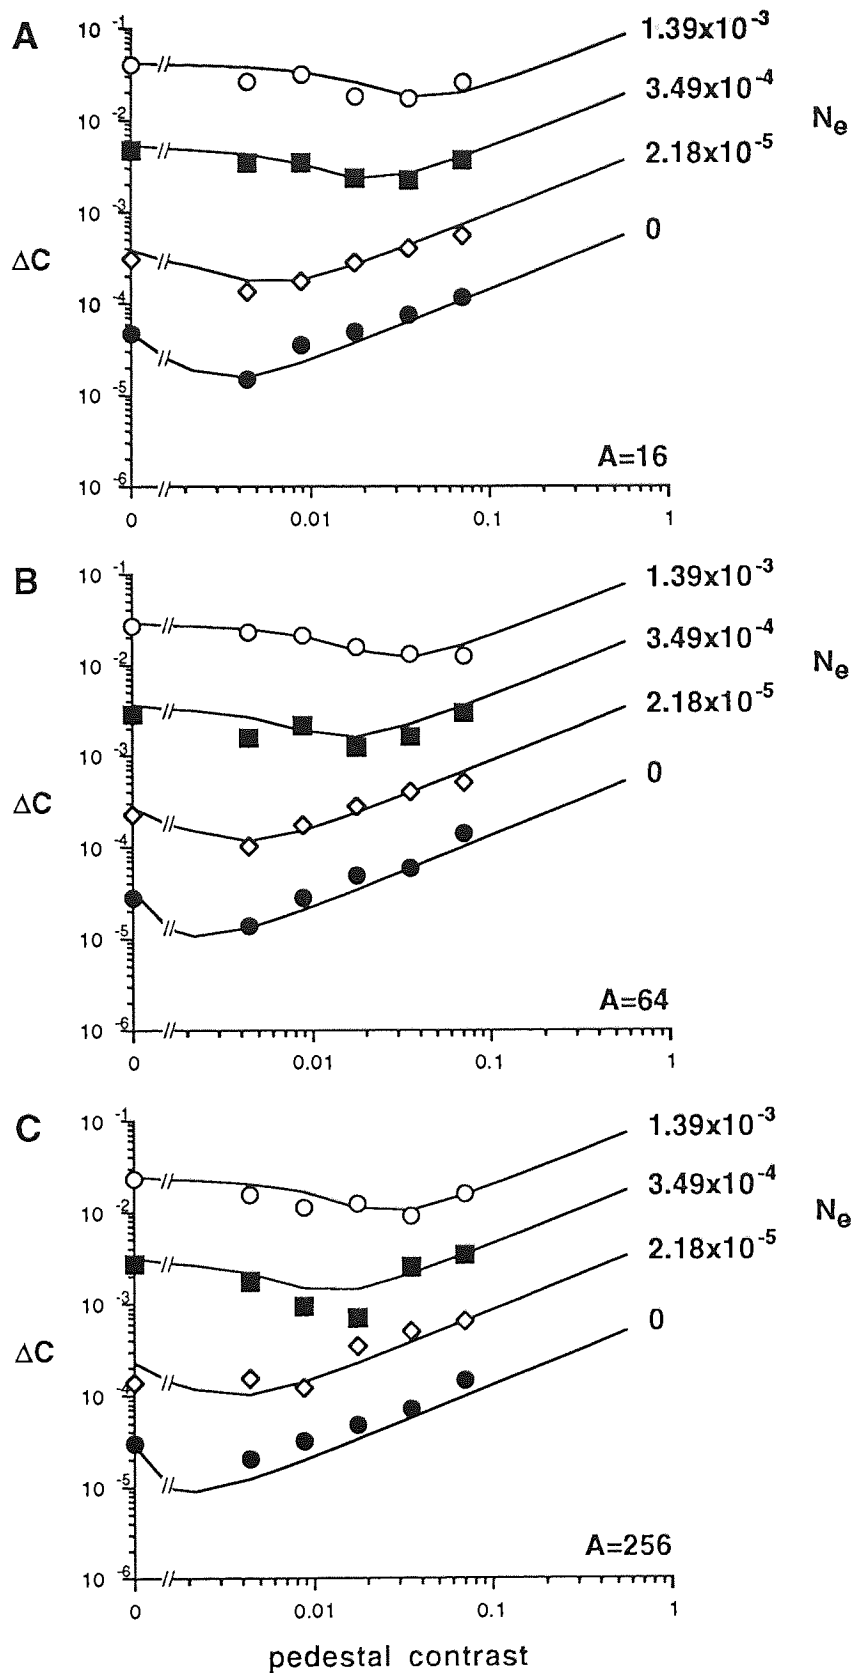 A
10 -1
1.39x10-3
3.49x10-4
10 -2
Ne
2.18x10-5
10 -3
0
ΔC
10 -4
10 -5
A=16
10 -6
0 0.01 0.1 1
B
10 -1
1.39x10-3
3.49x10-4
10 -2
Ne
2.18x10-5
10 -3
0
ΔC
10 -4
10 -5
A=64
10 -6
0 0.01 0.1 1
C
10 -1
1.39x10-3
3.49x10-4
10 -2
Ne
2.18x10-5
10 -3
0
ΔC
10 -4
10 -5
A=256
10 -6
0 0.01 0.1 1
pedestal contrast